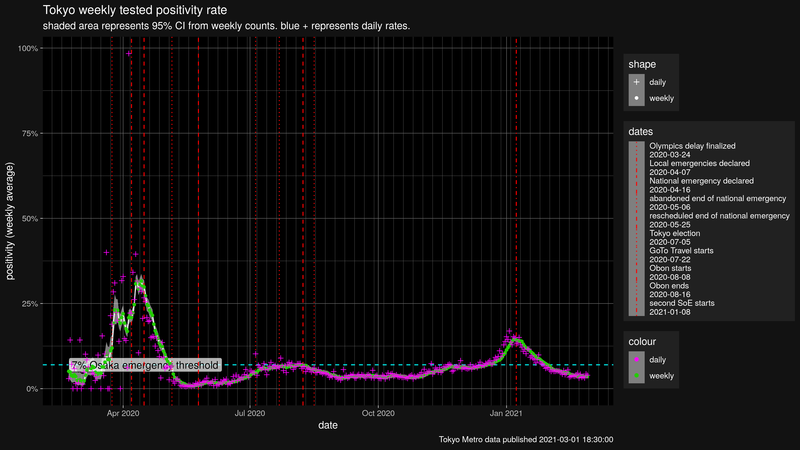 Tokyo weekly tested positivity rate
shaded area represents 95% CI from weekly counts. blue + represents daily rates.
100%
75%
50%
25%
0%
positivity (weekly average)
7% Osaka emergency threshold
Apr 2020
Jul 2020
Oct 2020
Jan 2021
date
Tokyo Metro data published 2021-03-01 18:30:00
shape
daily
weekly
dates
Olympics delay finalized
2020-03-24
Local emergencies declared
2020-04-07
National emergency declared
2020-04-16
abandoned end of national emergency
2020-05-06
rescheduled end of national emergency
2020-05-25
Tokyo election
2020-07-05
GoTo Travel starts
2020-07-22
Obon starts
2020-08-08
Obon ends
2020-08-16
second SoE starts
2021-01-08
colour
daily
weekly